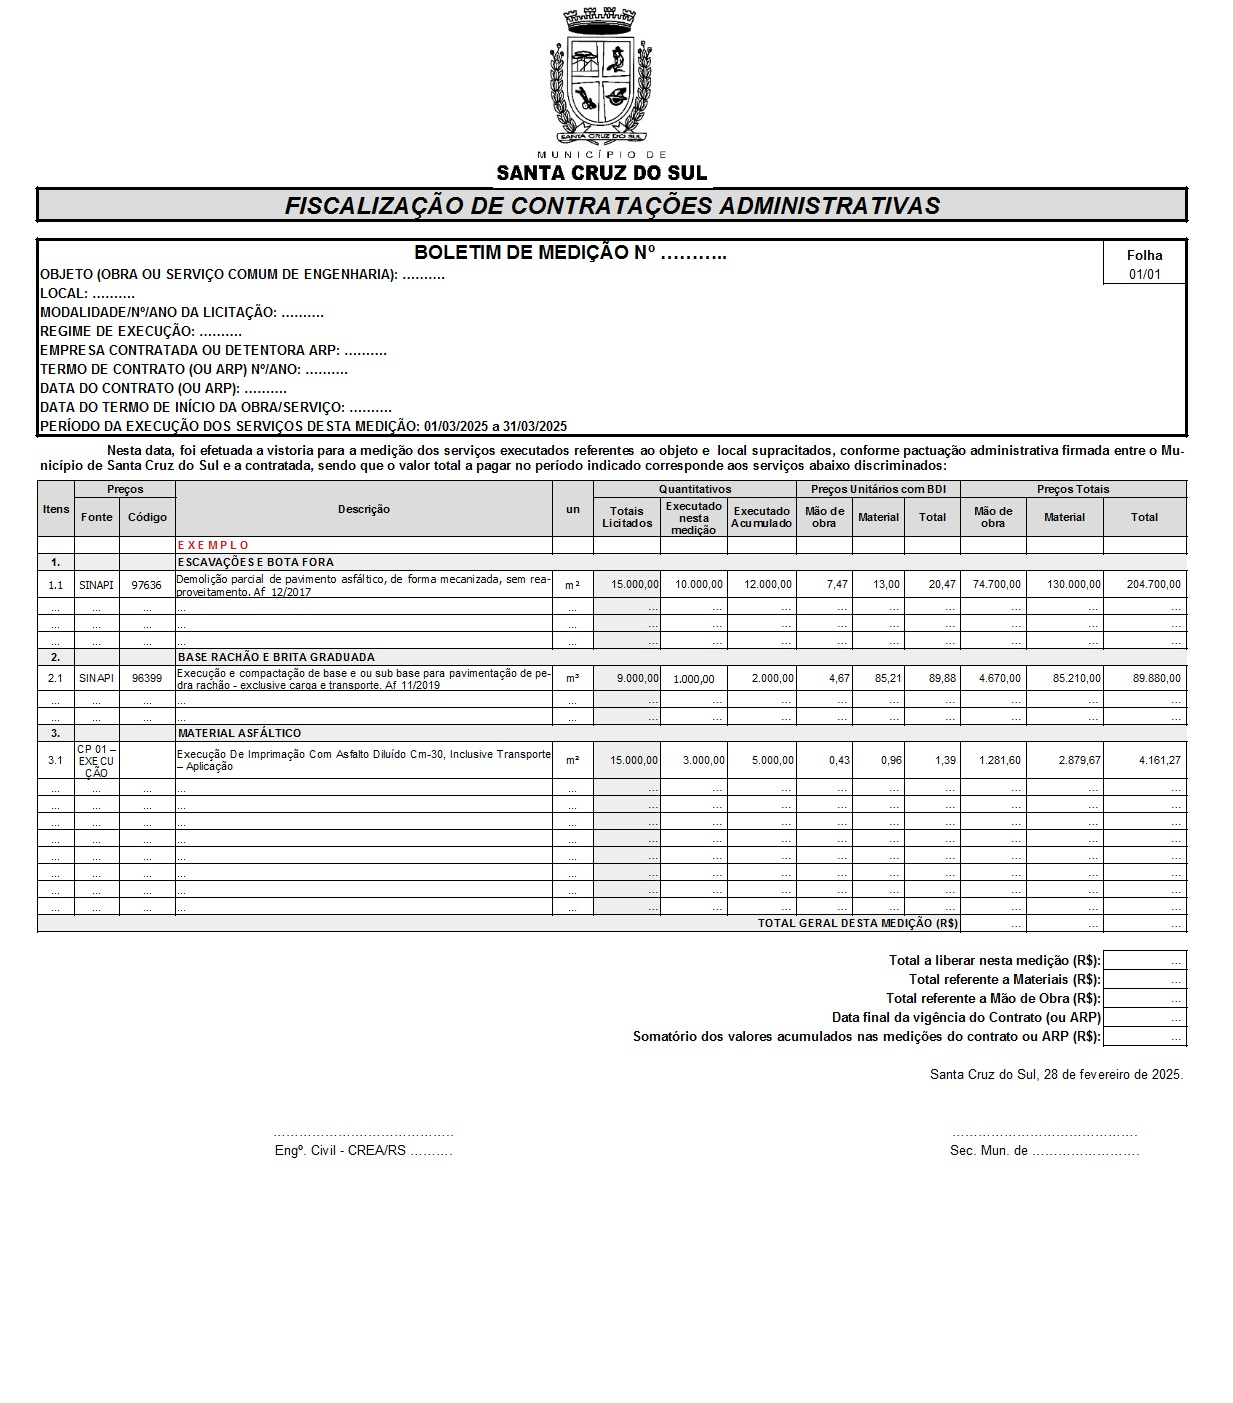 SANTA CRUZ DO SUL
MUNICÍPIO DE
SANTA CRUZ DO SUL
FISCALIZAÇÃO DE CONTRATAÇÕES ADMINISTRATIVAS
BOLETIM DE MEDIÇÃO Nº ………..
Folha
01/01
OBJETO (OBRA OU SERVIÇO COMUM DE ENGENHARIA): ……….
LOCAL: ……….
MODALIDADE/Nº/ANO DA LICITAÇÃO: ……….
REGIME DE EXECUÇÃO: ……….
EMPRESA CONTRATADA OU DETENTORA ARP: ……….
TERMO DE CONTRATO (OU ARP) Nº/ANO: ……….
DATA DO CONTRATO (OU ARP): ……….
DATA DO TERMO DE INÍCIO DA OBRA/SERVIÇO: ……….
PERÍODO DA EXECUÇÃO DOS SERVIÇOS DESTA MEDIÇÃO: 01/03/2025 a 31/03/2025
Nesta data, foi efetuada a vistoria para a medição dos serviços executados referentes ao objeto e local supracitados, conforme pactuação administrativa firmada entre o Mu-
nicípio de Santa Cruz do Sul e a contratada, sendo que o valor total a pagar no período indicado corresponde aos serviços abaixo discriminados:
Itens Preços Descrição un Quantitativos Preços Unitários com BDI Preços Totais
Fonte Código Totais Licitados Executado nesta medição Executado Acumulado Mão de obra Material Total Mão de obra Material Total
EXEMPLO
1. ESCAVAÇÕES E BOTA FORA
1.1 SINAPI 97636 Demolição parcial de pavimento asfáltico, de forma mecanizada, sem rea-
proveitamento. Af 12/2017 m² 15.000,00 10.000,00 12.000,00 7,47 13,00 20,47 74.700,00 130.000,00 204.700,00
... ... ... ... ... ... ... ... ... ... ... ... ... ...
... ... ... ... ... ... ... ... ... ... ... ... ... ...
... ... ... ... ... ... ... ... ... ... ... ... ... ...
2. BASE RACHÃO E BRITA GRADUADA
2.1 SINAPI 96399 Execução e compactação de base e ou sub base para pavimentação de pe-
dra rachão - exclusive carga e transporte. Af 11/2019 m³ 9.000,00 1.000,00 2.000,00 4,67 85,21 89,88 4.670,00 85.210,00 89.880,00
... ... ... ... ... ... ... ... ... ... ... ... ... ...
... ... ... ... ... ... ... ... ... ... ... ... ... ...
3. MATERIAL ASFÁLTICO
3.1 CP 01 – EXECUÇÃO Execução De Imprimação Com Asfalto Diluído Cm-30, Inclusive Transporte
– Aplicação m² 15.000,00 3.000,00 5.000,00 0,43 0,96 1,39 1.281,60 2.879,67 4.161,27
... ... ... ... ... ... ... ... ... ... ... ... ... ...
... ... ... ... ... ... ... ... ... ... ... ... ... ...
... ... ... ... ... ... ... ... ... ... ... ... ... ...
... ... ... ... ... ... ... ... ... ... ... ... ... ...
... ... ... ... ... ... ... ... ... ... ... ... ... ...
... ... ... ... ... ... ... ... ... ... ... ... ... ...
... ... ... ... ... ... ... ... ... ... ... ... ... ...
... ... ... ... ... ... ... ... ... ... ... ... ... ...
TOTAL GERAL DESTA MEDIÇÃO (R$) ... ... ...
Total a liberar nesta medição (R$): ...
Total referente a Materiais (R$): ...
Total referente a Mão de Obra (R$): ...
Data final da vigência do Contrato (ou ARP) ...
Somatório dos valores acumulados nas medições do contrato ou ARP (R$): ...
Santa Cruz do Sul, 28 de fevereiro de 2025.
…………………………………… ……………………………………
Engº. Civil - CREA/RS ………. Sec. Mun. de …………………….